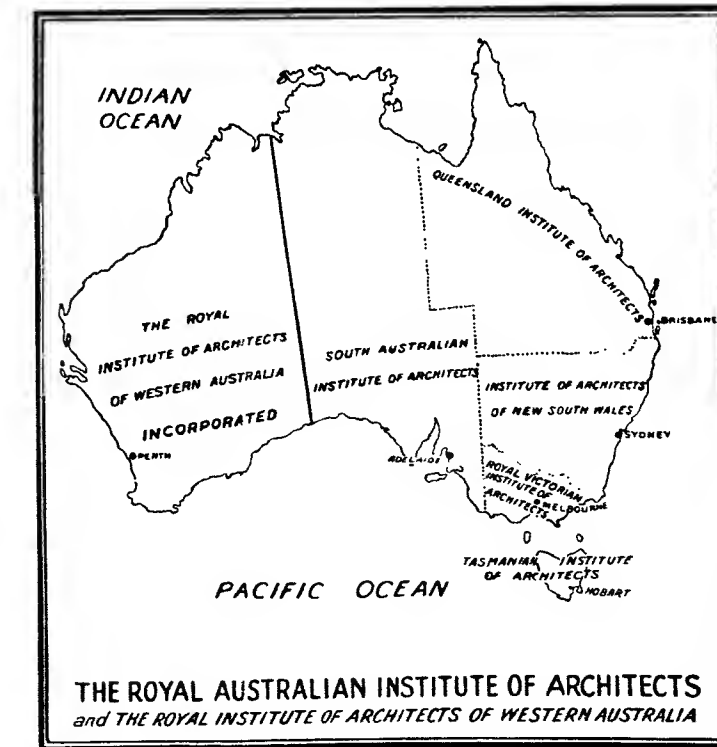 INDIAN
OCEAN
QUEENSLAND INSTITUTE OF ARCHITECTS
BRISBANE
THE ROYAL
INSTITUTE OF ARCHITECTS
OF WESTERN AUSTRALIA
INCORPORATED
PERTH
SOUTH AUSTRALIAN
INSTITUTE OF ARCHITECTS
ADELAIDE
INSTITUTE OF ARCHITECTS
OF NEW SOUTH WALES
SYDNEY
ROYAL VICTORIAN
INSTITUTE OF
ARCHITECTS
MELBOURNE
TASMANIAN INSTITUTE
OF ARCHITECTS
HOBART
PACIFIC OCEAN
THE ROYAL AUSTRALIAN INSTITUTE OF ARCHITECTS
and THE ROYAL INSTITUTE OF ARCHITECTS OF WESTERN AUSTRALIA